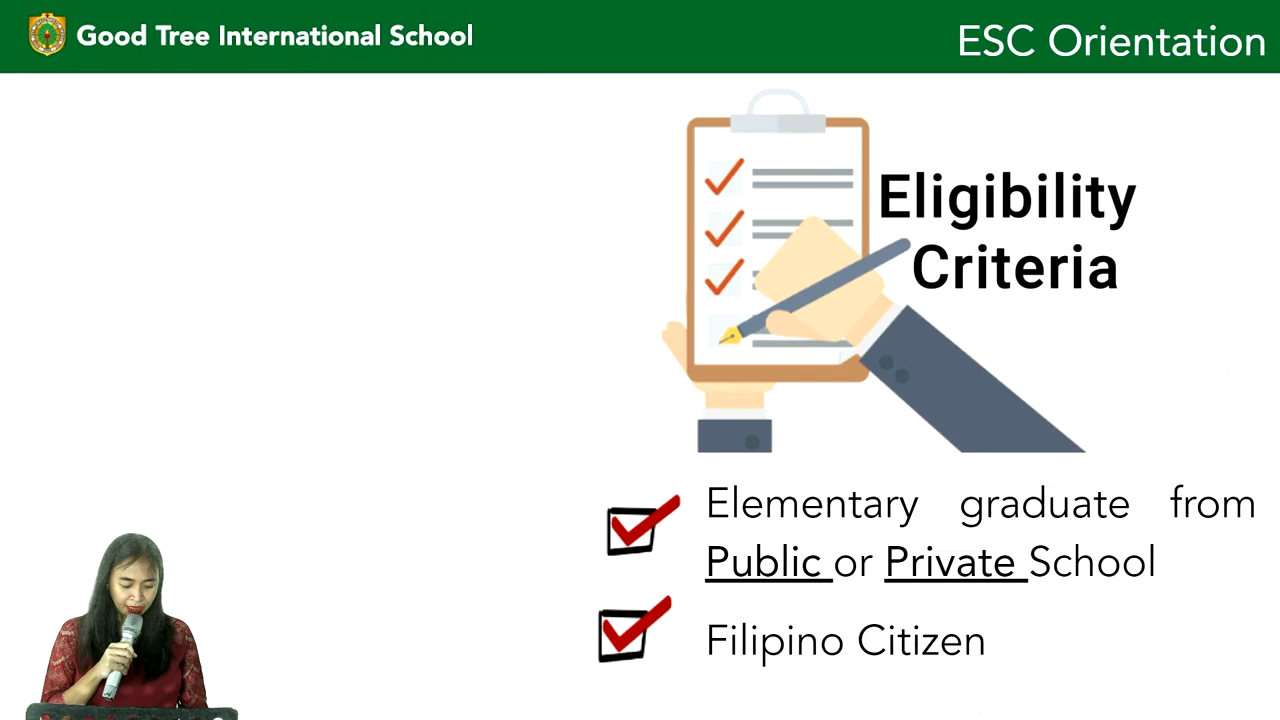 Good Tree International School
ESC Orientation
Eligibility
Criteria
Elementary graduate from
Public or Private School
Filipino Citizen